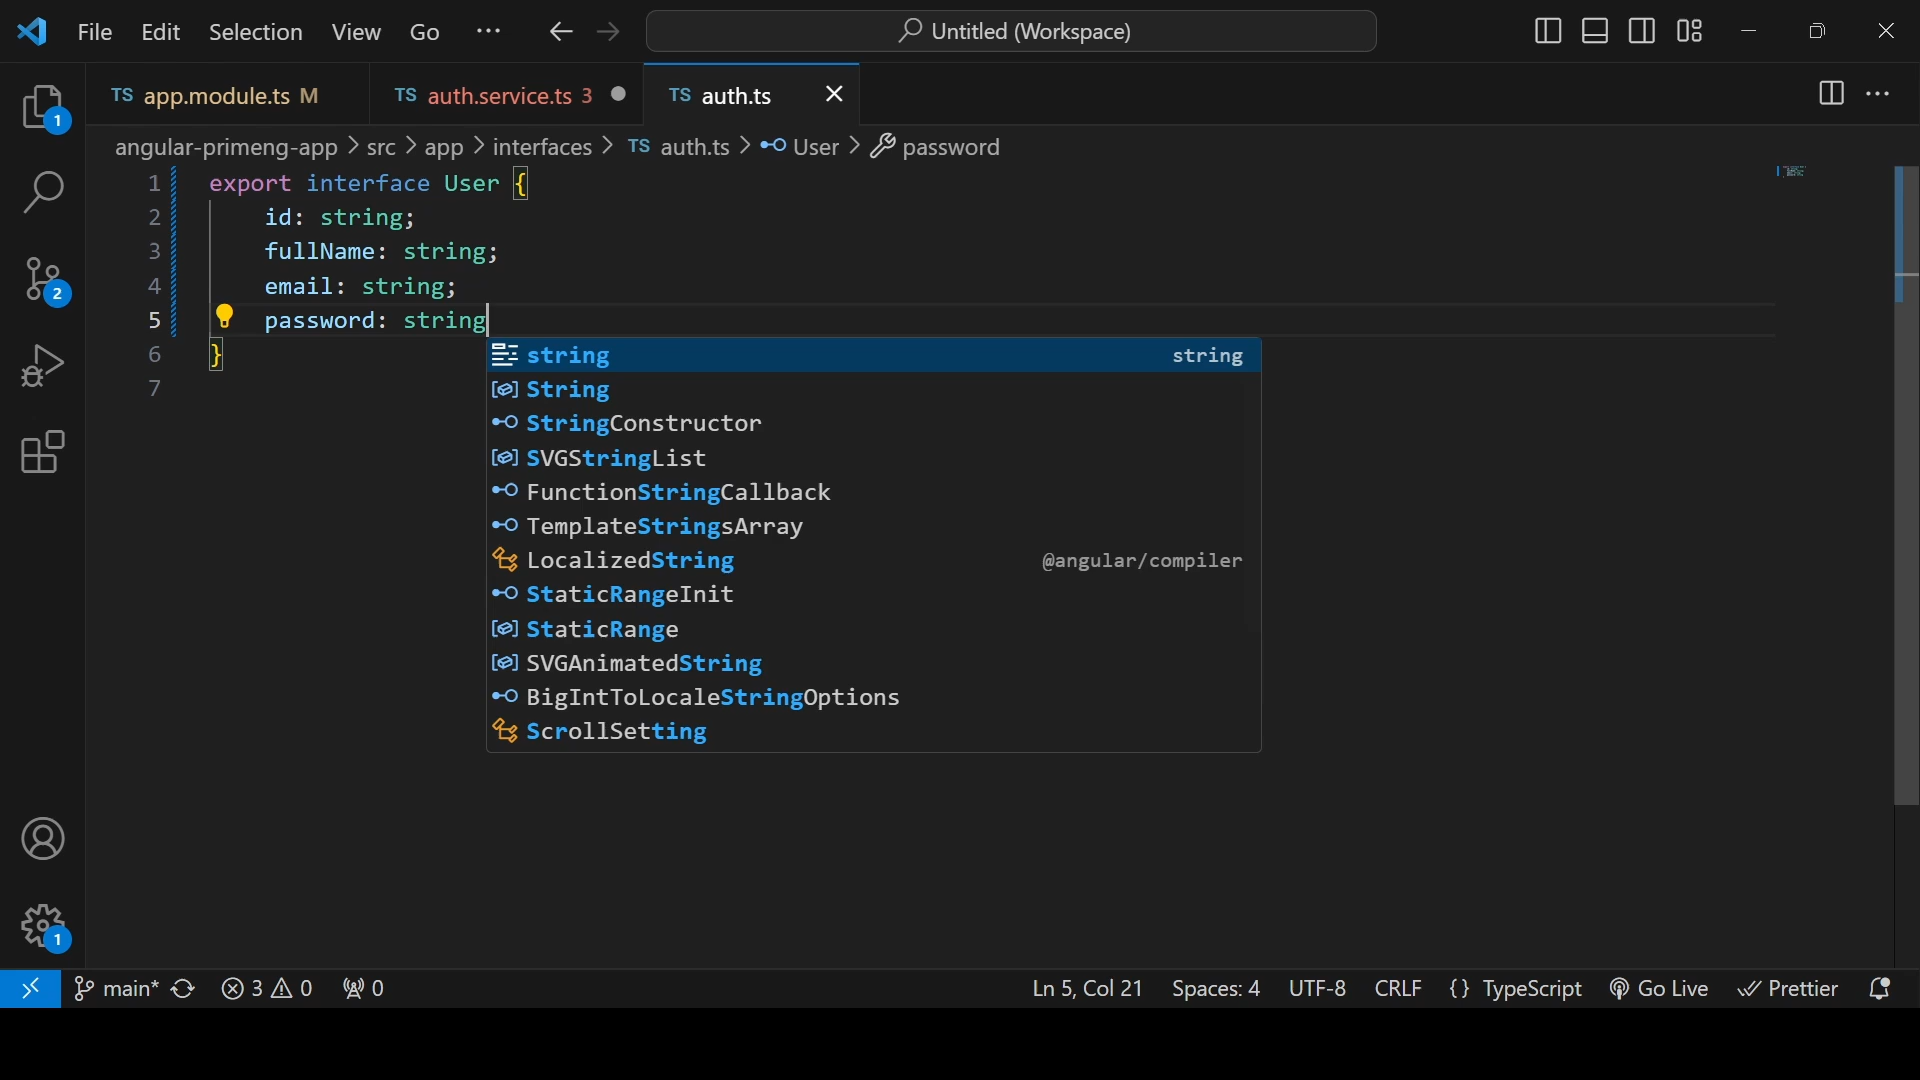 File Edit Selection View Go ··· Untitled (Workspace)
TS app.module.ts M TS auth.service.ts 3 TS auth.ts
angular-primeng-app > src > app > interfaces > TS auth.ts > User > password
1 export interface User {
2 id: string;
3 fullName: string;
4 email: string;
5 password: string
6 }
7
string string
String
StringConstructor
SVGStringList
FunctionStringCallback
TemplateStringsArray
LocalizedString @angular/compiler
StaticRangeInit
StaticRange
SVGAnimatedString
BigIntToLocaleStringOptions
ScrollSetting
1
2
1
main* 3 0 0 Ln 5, Col 21 Spaces: 4 UTF-8 CRLF {} TypeScript Go Live Prettier